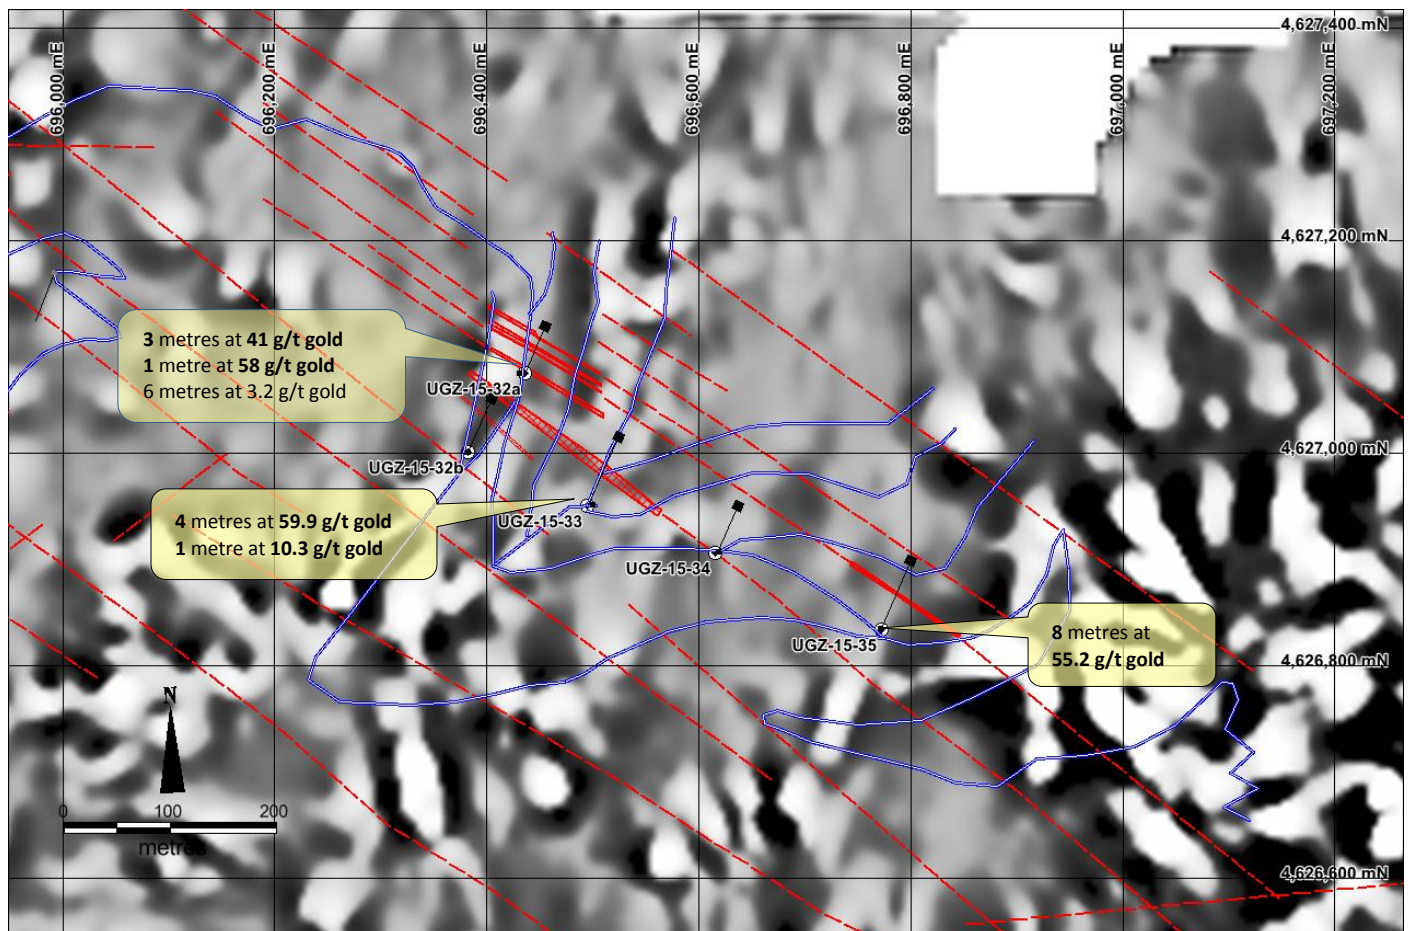 4,627,400 mN
696,000 mE
696,200 mE
696,400 mE
696,600 mE
696,800 mE
697,000 mE
697,200 mE
4,627,200 mN
3 metres at 41 g/t gold
1 metre at 58 g/t gold
6 metres at 3.2 g/t gold
UGZ-15-32a
UGZ-15-32b
4,627,000 mN
4 metres at 59.9 g/t gold
1 metre at 10.3 g/t gold
UGZ-15-33
UGZ-15-34
UGZ-15-35
8 metres at
55.2 g/t gold
4,626,800 mN
N
0 100 200
metres
4,626,600 mN